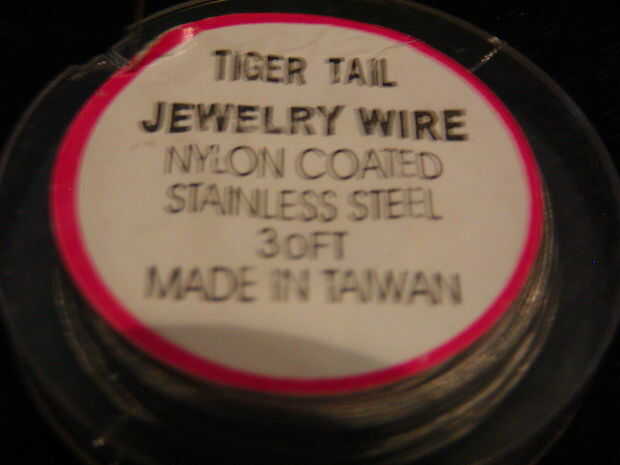 TIGER TAIL
JEWELRY WIRE
NYLON COATED
STAINLESS STEEL
30FT
MADE IN TAIWAN